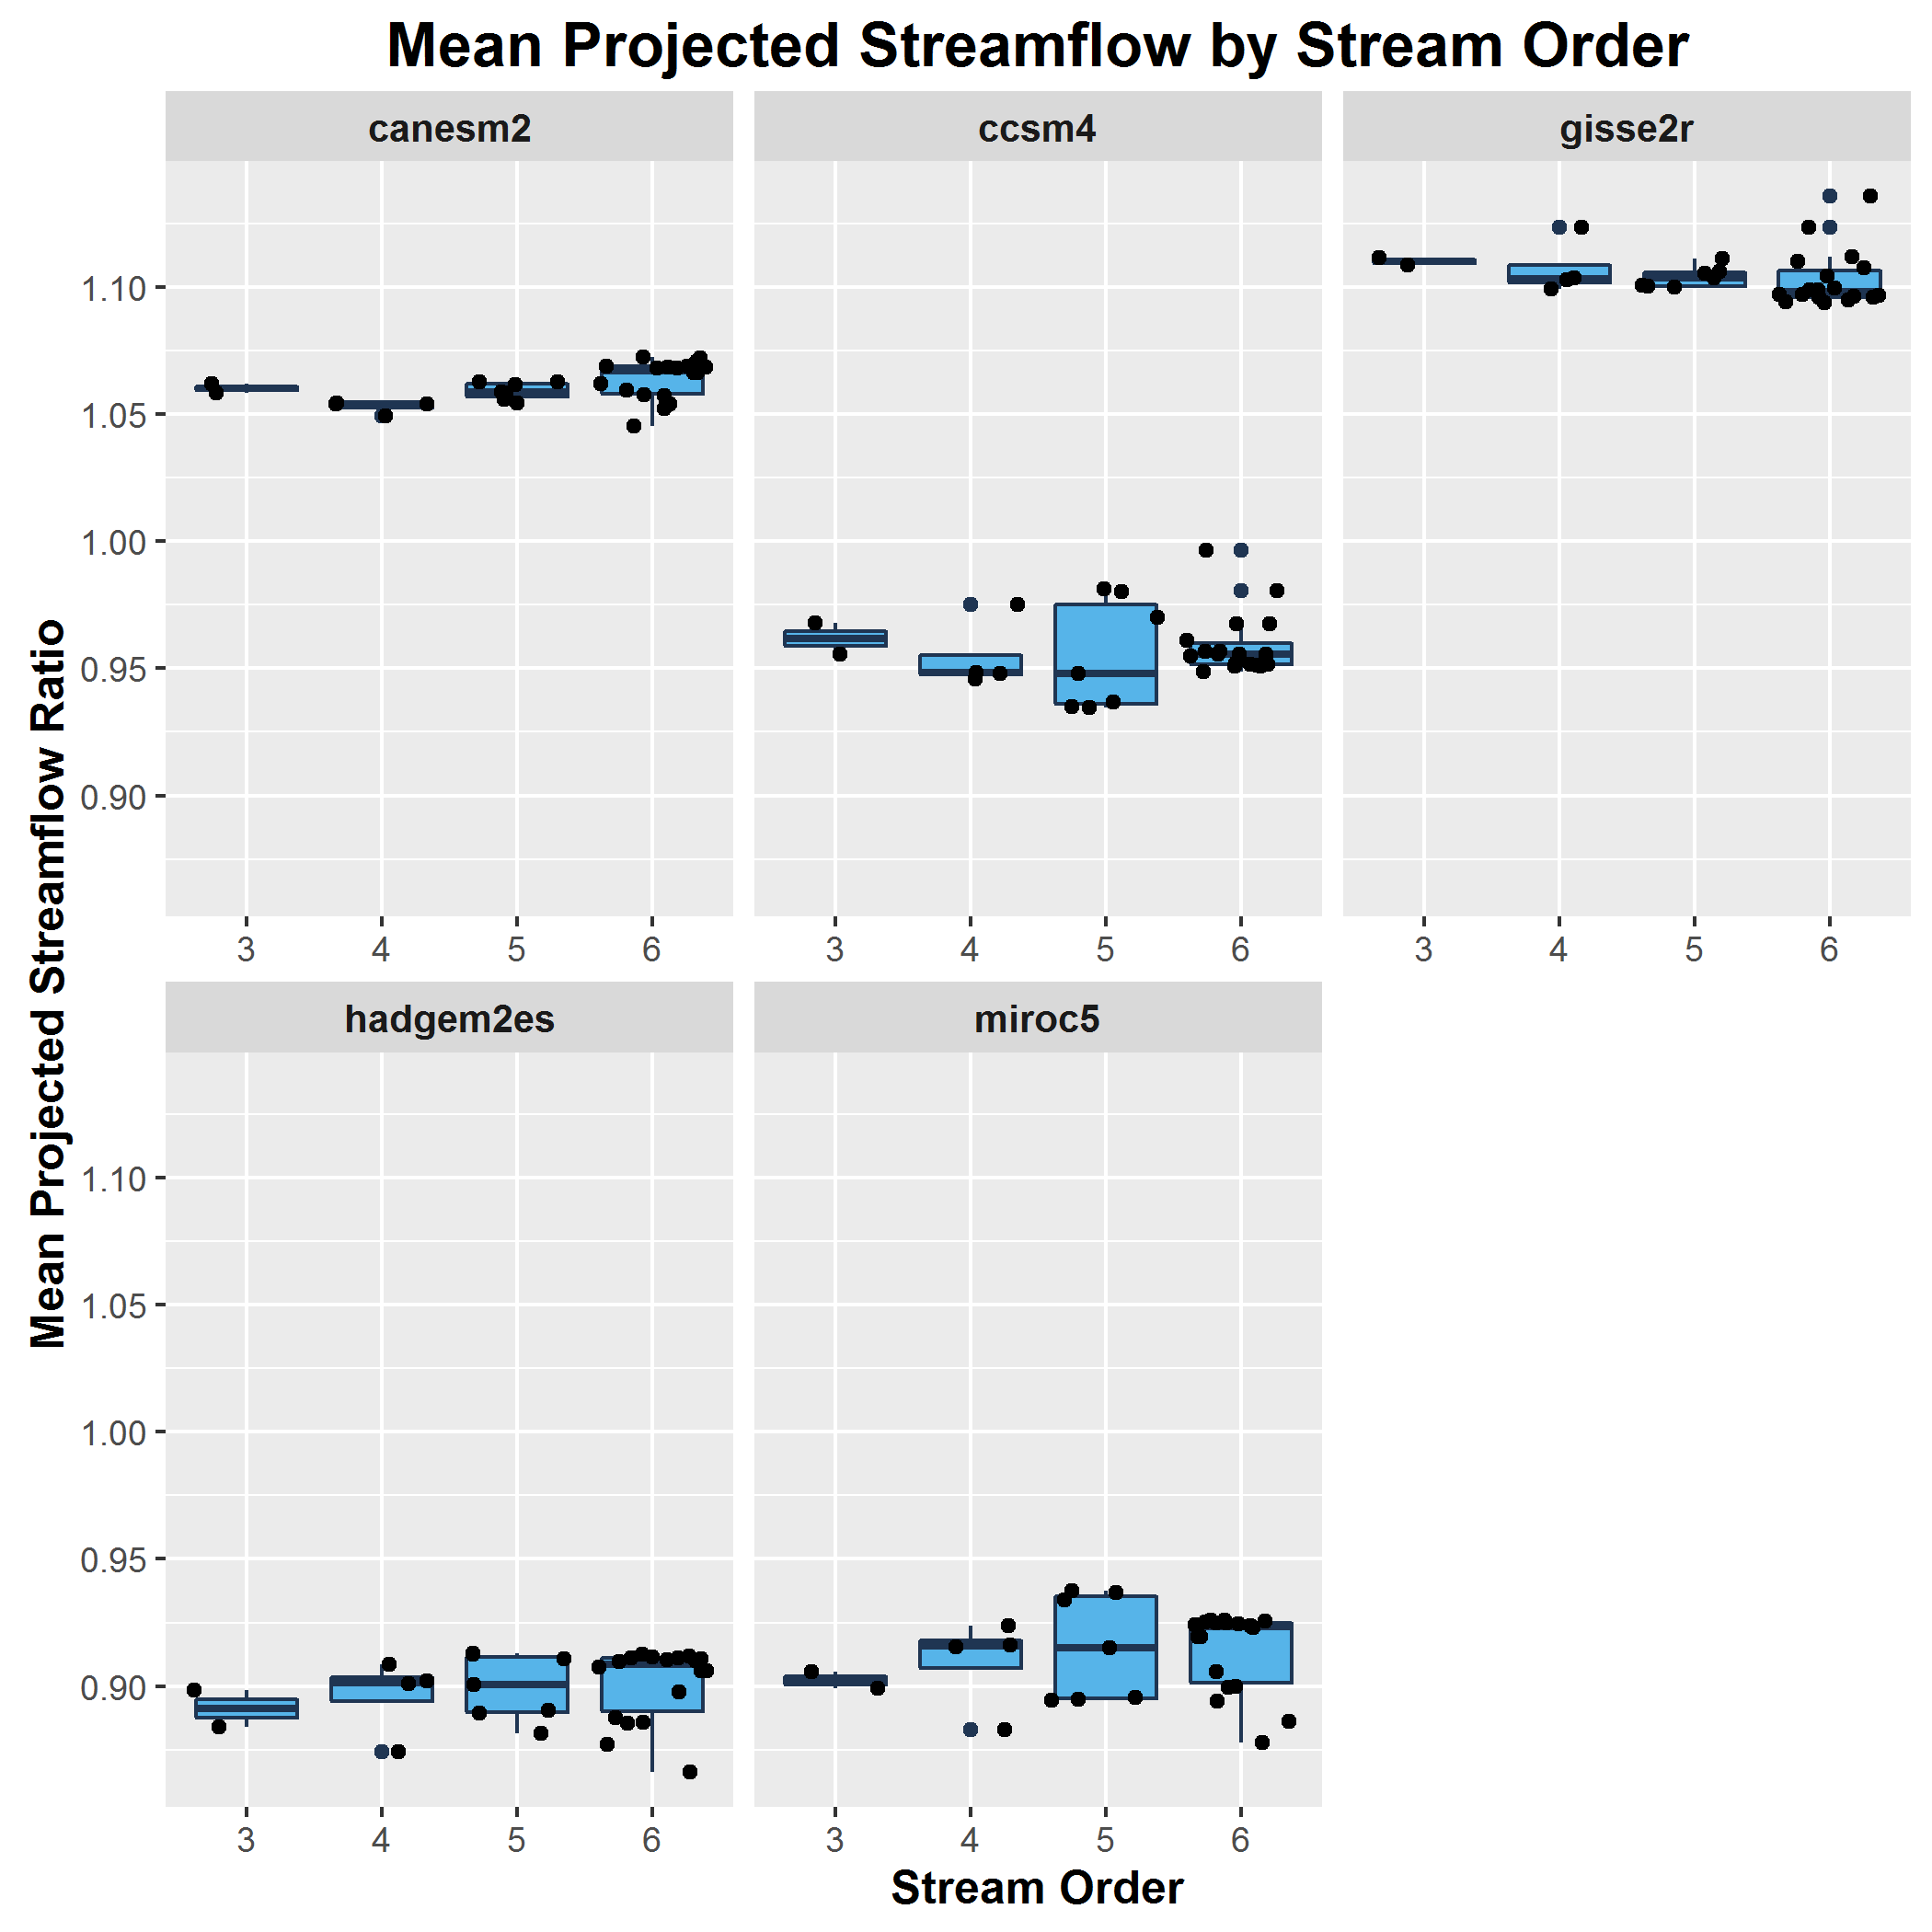 Mean Projected Streamflow by Stream Order
canesm2
ccsm4
gisse2r
1.10
1.05
1.00
0.95
0.90
3 4 5 6
3 4 5 6
3 4 5 6
Mean Projected Streamflow Ratio
hadgem2es
miroc5
1.10
1.05
1.00
0.95
0.90
3 4 5 6
3 4 5 6
Stream Order